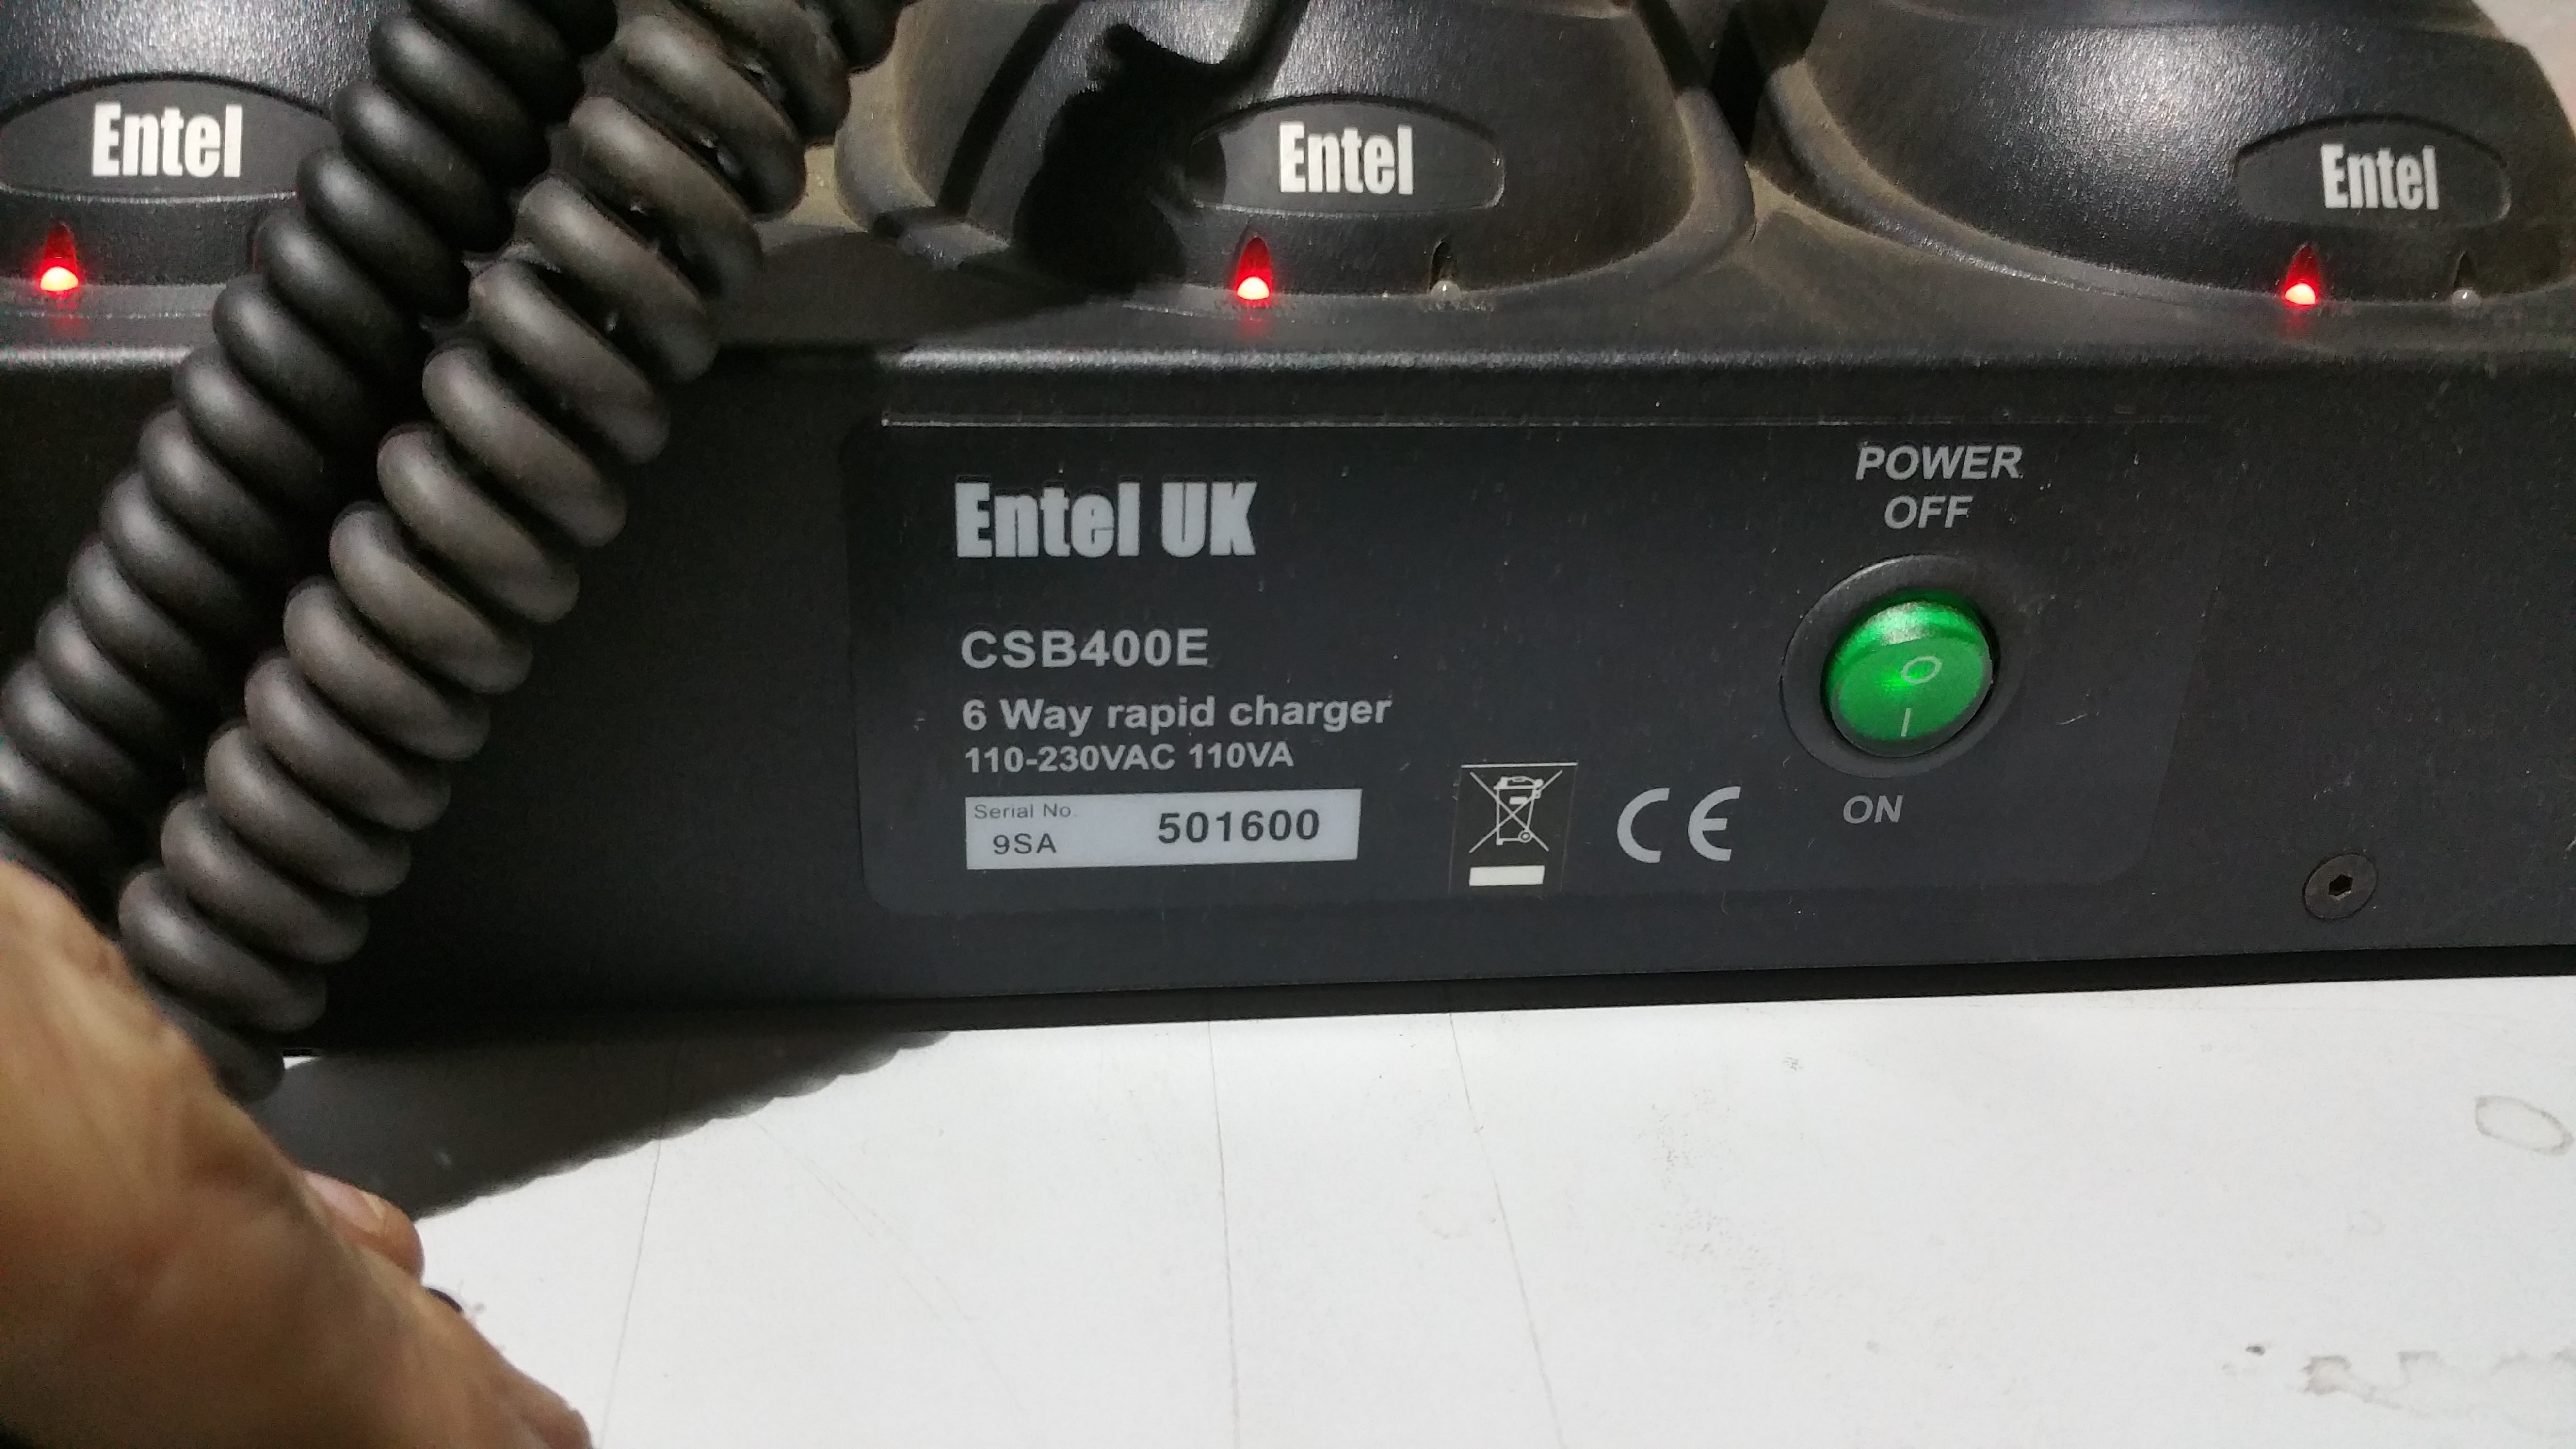 Entel
Entel
Entel
POWER
OFF
Entel UK
CSB400E
6 Way rapid charger
110-230VAC 110VA
Serial No.
9SA 501600
CE
ON